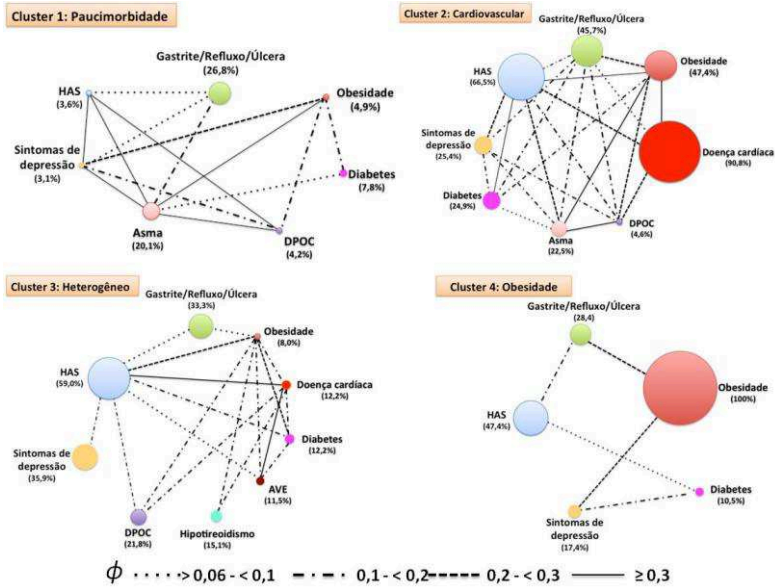 Cluster 1: Paucimorbidade
Gastrite/Refluxo/Úlcera
(26,8%)
HAS
(3,6%)
Obesidade
(4,9%)
Sintomas de
depressão
(3,1%)
Diabetes
(7,8%)
Asma
(20,1%)
DPOC
(4,2%)
Cluster 2: Cardiovascular
Gastrite/Refluxo/Úlcera
(45,7%)
HAS
(66,5%)
Obesidade
(47,4%)
Sintomas de
depressão
(25,4%)
Doença cardíaca
(90,8%)
Diabetes
(24,9%)
Asma
(22,5%)
DPOC
(4,6%)
Cluster 3: Heterogêneo
Gastrite/Refluxo/Úlcera
(33,3%)
Obesidade
(8,0%)
HAS
(59,0%)
Doença cardíaca
(12,2%)
Diabetes
(12,2%)
Sintomas de
depressão
(35,9%)
AVE
(11,5%)
DPOC
(21,8%)
Hipotireoidismo
(15,1%)
Cluster 4: Obesidade
Gastrite/Refluxo/Úlcera
(28,4)
Obesidade
(100%)
HAS
(47,4%)
Diabetes
(10,5%)
Sintomas de
depressão
(17,4%)
ϕ > 0,06 - < 0,1 0,1 - < 0,2 0,2 - < 0,3 ≥ 0,3